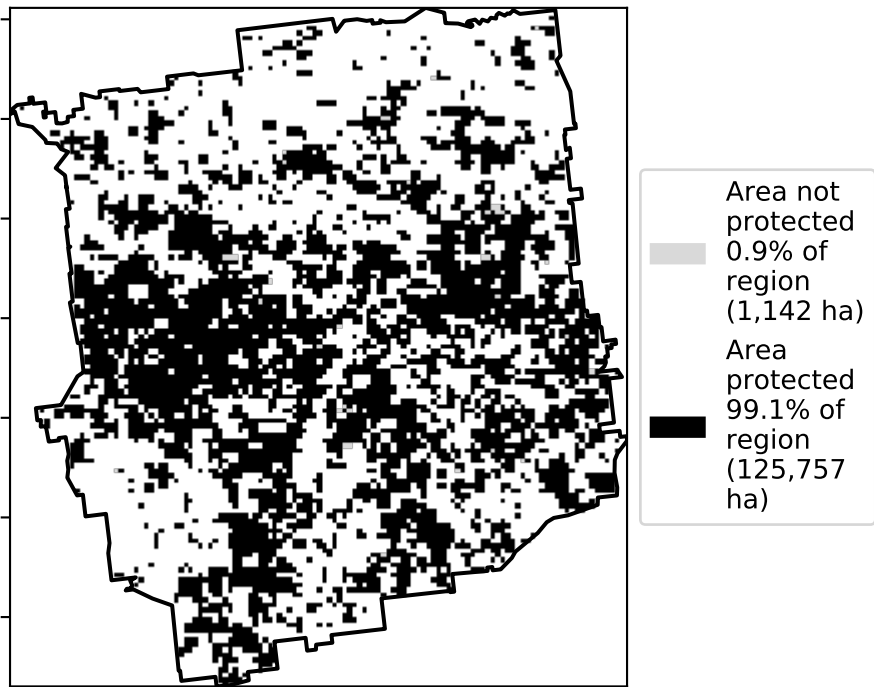 Area not
protected
0.9% of
region
(1,142 ha)
Area
protected
99.1% of
region
(125,757
ha)